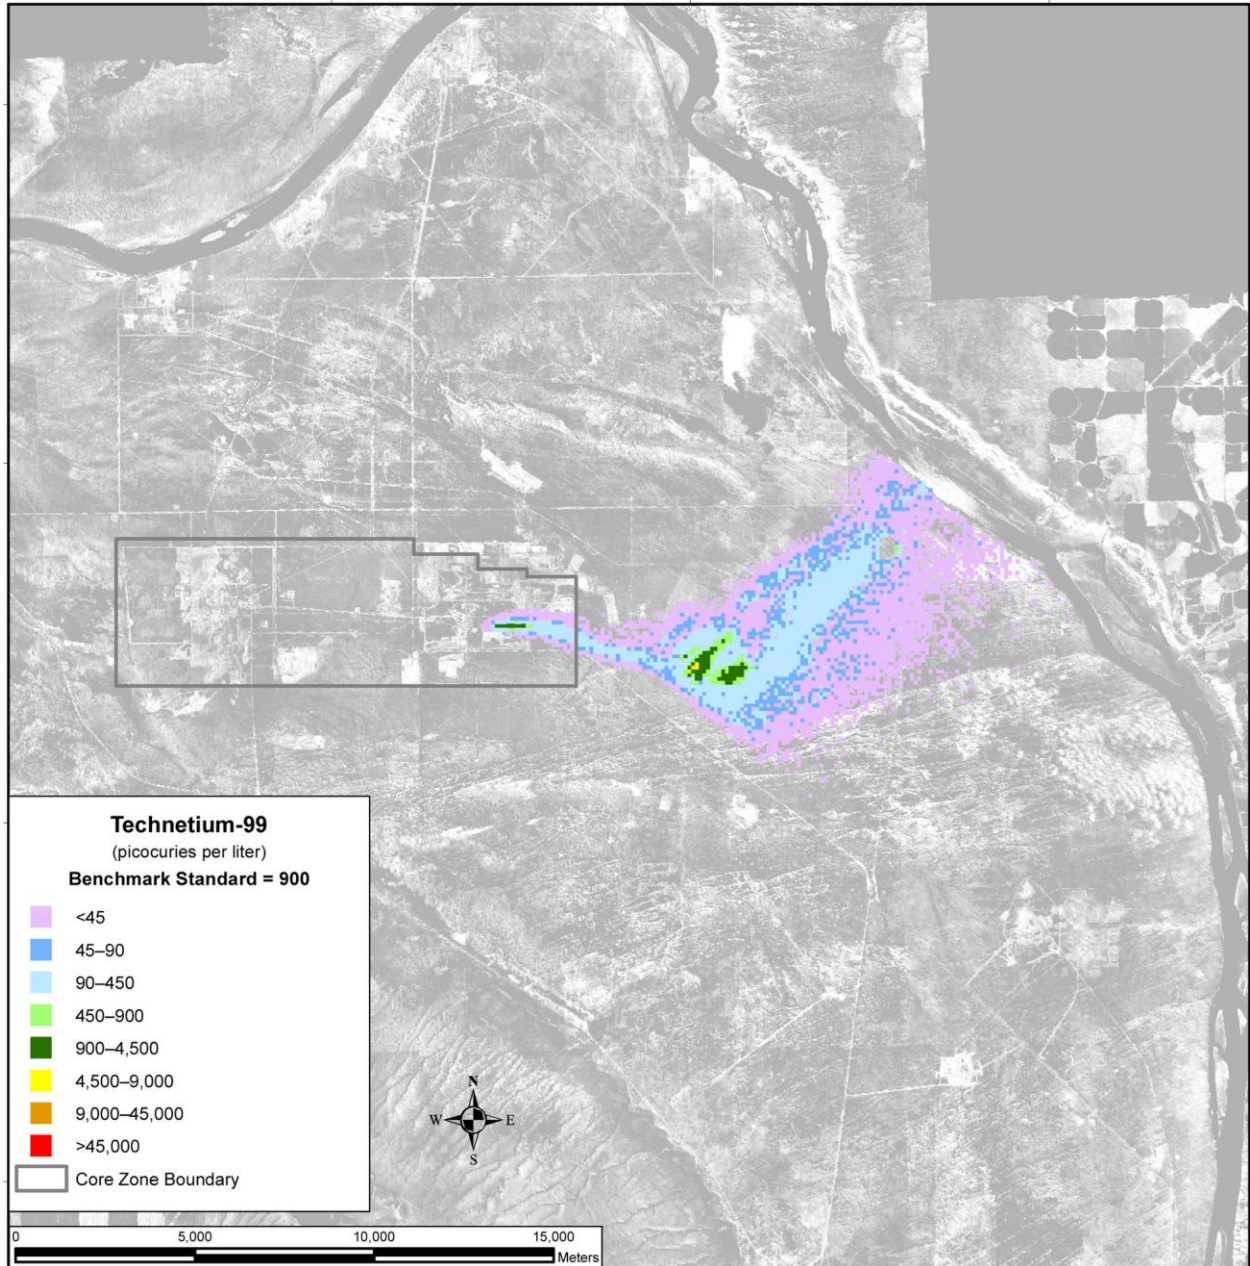 Technetium-99
(picocuries per liter)
Benchmark Standard = 900
<45
45–90
90–450
450–900
900–4,500
4,500–9,000
9,000–45,000
>45,000
Core Zone Boundary
N
W E
S
0 5,000 10,000 15,000
Meters